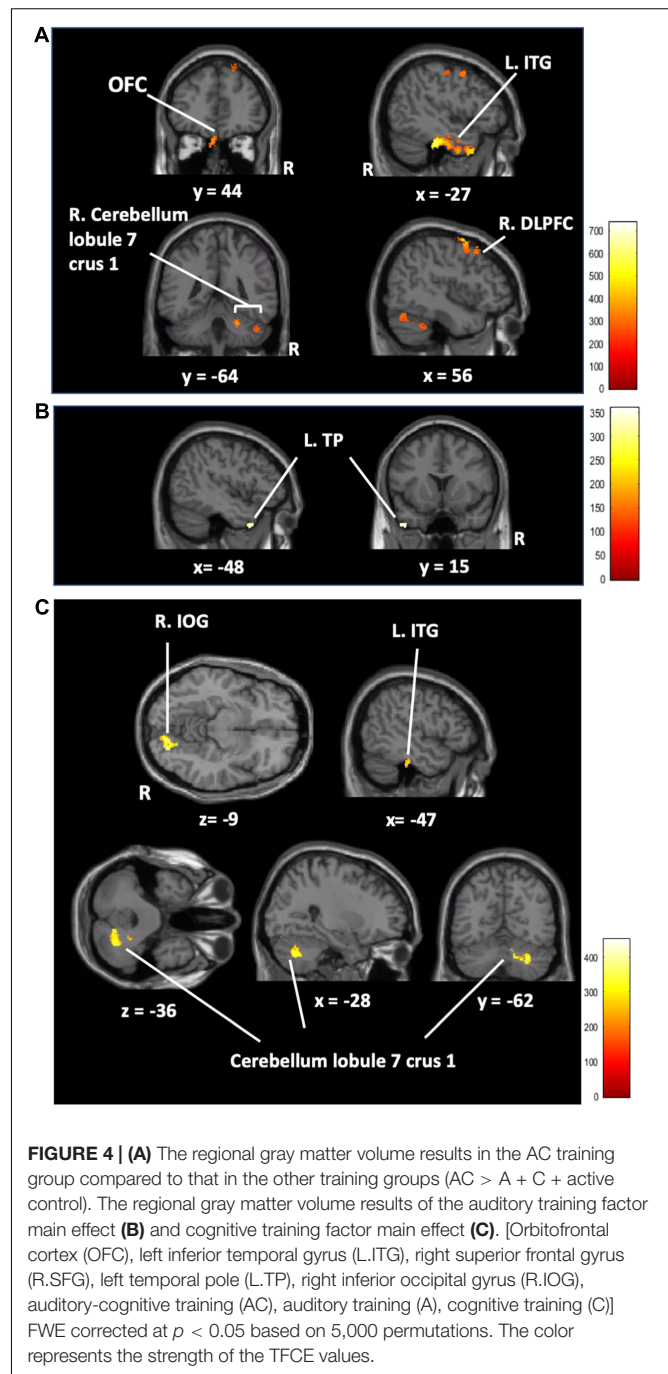 A
OFC
L. ITG
R
y = 44
x = -27
R. Cerebellum
lobule 7
crus 1
R. DLPFC
R
y = -64
x = 56
700
600
500
400
300
200
100
0
B
L. TP
R
x= -48
y = 15
350
300
250
200
150
100
50
0
C
R. IOG
L. ITG
R
z= -9
x= -47
z = -36
x = -28
y = -62
Cerebellum lobule 7 crus 1
400
300
200
100
0
FIGURE 4 | (A) The regional gray matter volume results in the AC training
group compared to that in the other training groups (AC > A + C + active
control). The regional gray matter volume results of the auditory training factor
main effect (B) and cognitive training factor main effect (C). [Orbitofrontal
cortex (OFC), left inferior temporal gyrus (L.ITG), right superior frontal gyrus
(R.SFG), left temporal pole (L.TP), right inferior occipital gyrus (R.IOG),
auditory-cognitive training (AC), auditory training (A), cognitive training (C)]
FWE corrected at p < 0.05 based on 5,000 permutations. The color
represents the strength of the TFCE values.